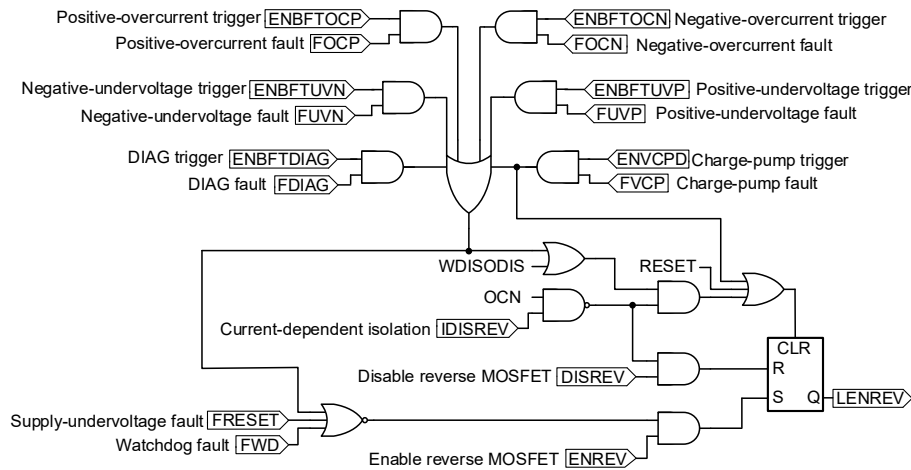 Positive-overcurrent trigger ENBFTOCP
ENBFTOCN Negative-overcurrent trigger
Positive-overcurrent fault FOCP
FOCN Negative-overcurrent fault
Negative-undervoltage trigger ENBFTUVN
ENBFTUVP Positive-undervoltage trigger
Negative-undervoltage fault FUVN
FUVP Positive-undervoltage fault
DIAG trigger ENBFTDIAG
ENVCPD Charge-pump trigger
DIAG fault FDIAG
FVCP Charge-pump fault
WDISODIS
RESET
OCN
Current-dependent isolation IDISREV
CLR
R
Disable reverse MOSFET DISREV
S Q LENREV
Supply-undervoltage fault FRESET
Watchdog fault FWD
Enable reverse MOSFET ENREV